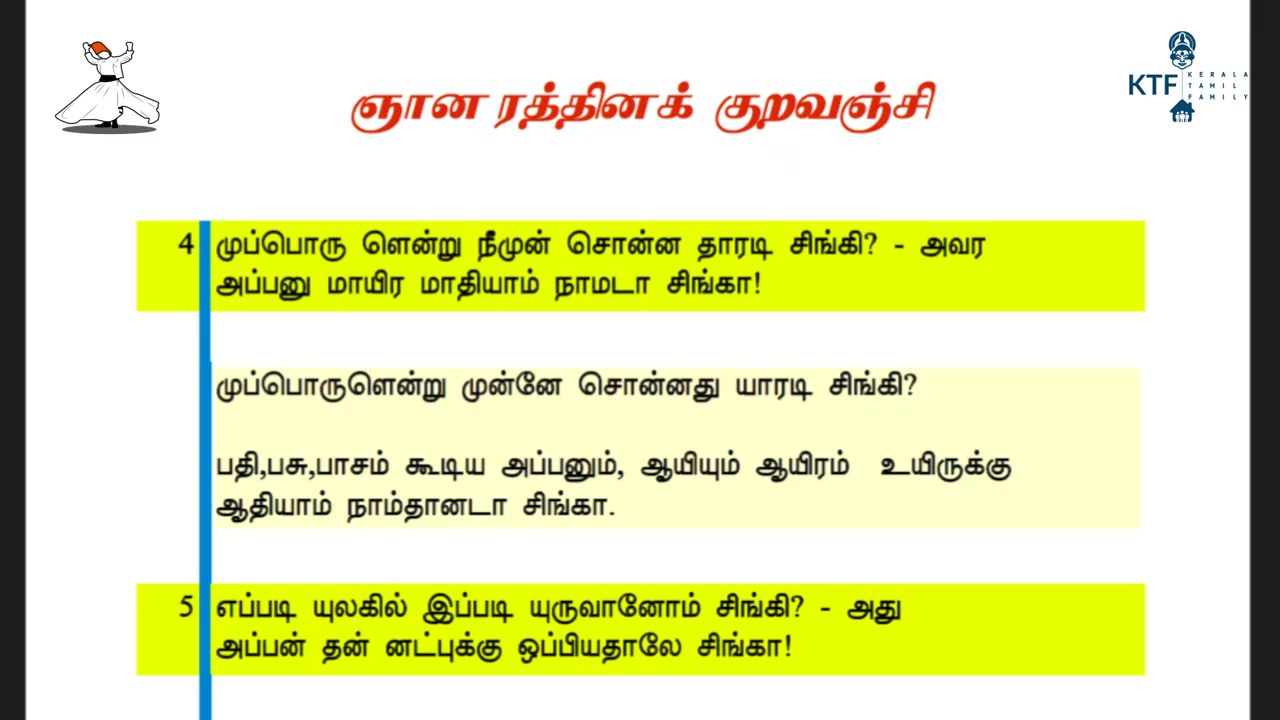 ஞான ரத்தினக் குறவஞ்சி
KTF KERALA TAMIL FAMILY
4 முப்பொரு ளென்று நீமுன் சொன்ன தாரடி சிங்கி? - அவர
அப்பனு மாயிர மாதியாம் நாமடா சிங்கா!
முப்பொருளென்று முன்னே சொன்னது யாரடி சிங்கி?
பதி,பசு,பாசம் கூடிய அப்பனும், ஆயியும் ஆயிரம் உயிருக்கு
ஆதியாம் நாம்தானடா சிங்கா.
5 எப்படி யுலகில் இப்படி யுருவானோம் சிங்கி? - அது
அப்பன் தன் னட்புக்கு ஒப்பியதாலே சிங்கா!